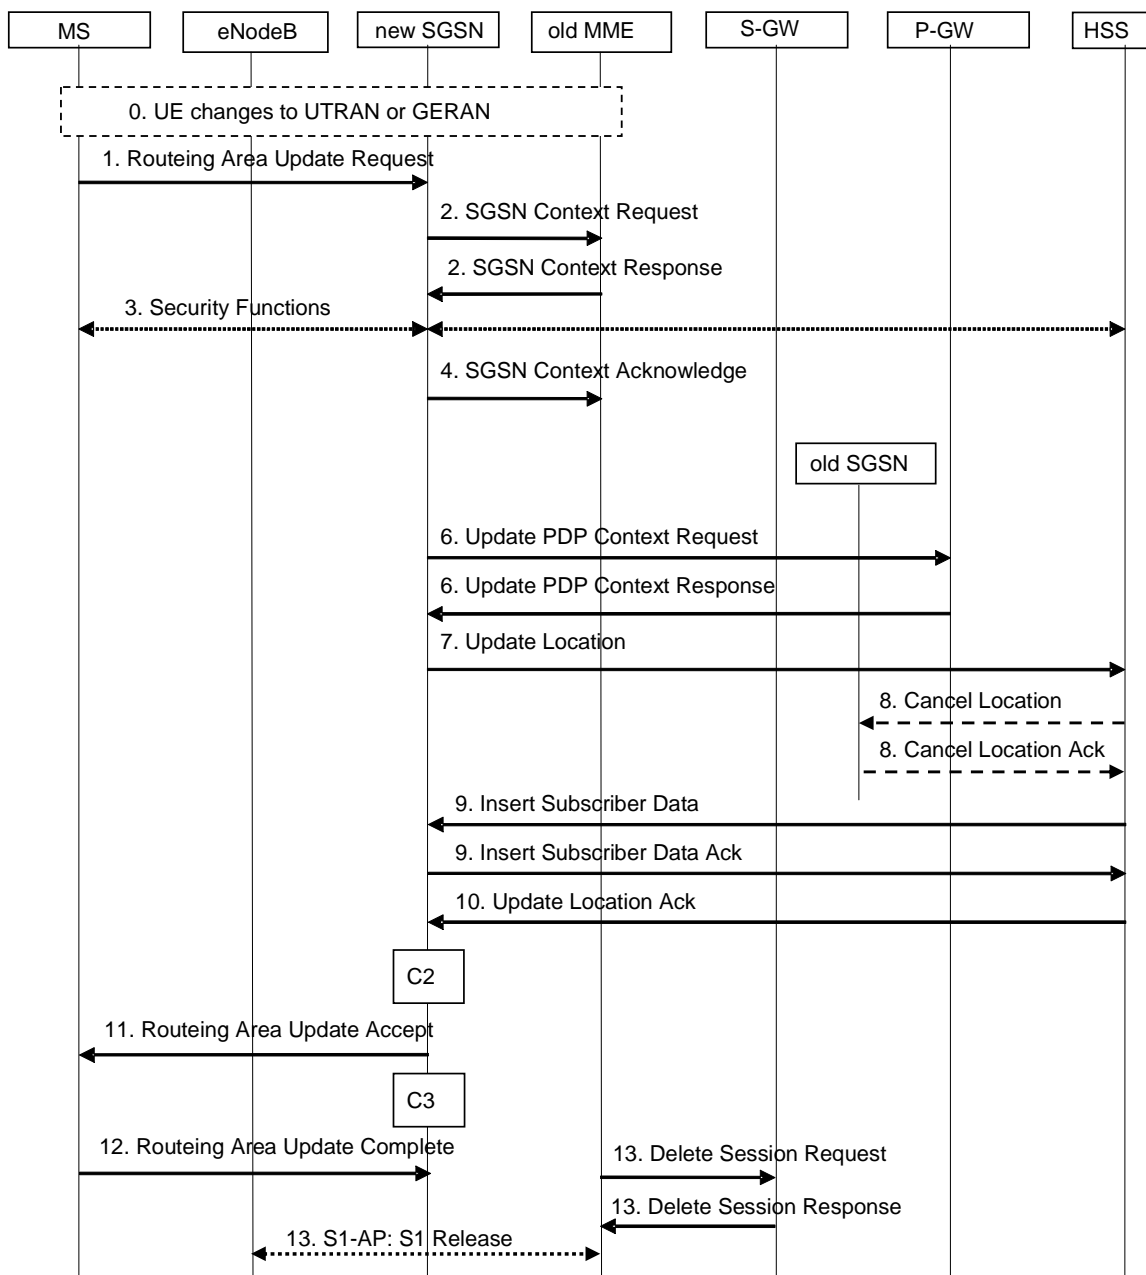 MS
eNodeB
new SGSN
old MME
S-GW
P-GW
HSS
0. UE changes to UTRAN or GERAN
1. Routeing Area Update Request
2. SGSN Context Request
2. SGSN Context Response
3. Security Functions
4. SGSN Context Acknowledge
old SGSN
6. Update PDP Context Request
6. Update PDP Context Response
7. Update Location
8. Cancel Location
8. Cancel Location Ack
9. Insert Subscriber Data
9. Insert Subscriber Data Ack
10. Update Location Ack
C2
11. Routeing Area Update Accept
C3
12. Routeing Area Update Complete
13. Delete Session Request
13. Delete Session Response
13. S1-AP: S1 Release